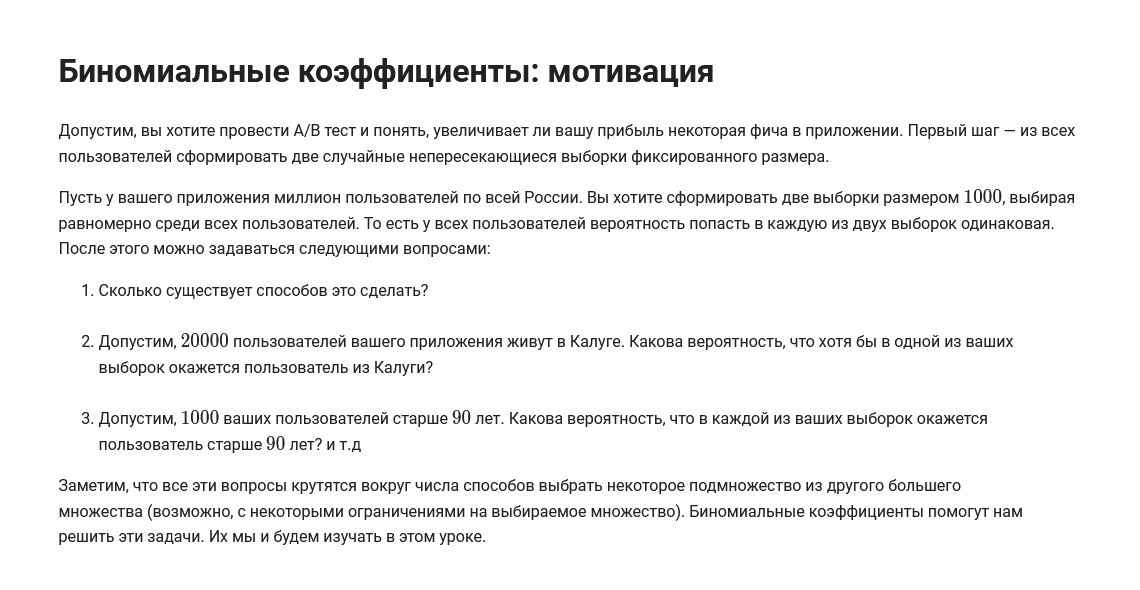 Биномиальные коэффициенты: мотивация
Допустим, вы хотите провести A/B тест и понять, увеличивает ли вашу прибыль некоторая фича в приложении. Первый шаг — из всех
пользователей сформировать две случайные непересекающиеся выборки фиксированного размера.
Пусть у вашего приложения миллион пользователей по всей России. Вы хотите сформировать две выборки размером 1000, выбирая
равномерно среди всех пользователей. То есть у всех пользователей вероятность попасть в каждую из двух выборок одинаковая.
После этого можно задаваться следующими вопросами:
1. Сколько существует способов это сделать?
2. Допустим, 20000 пользователей вашего приложения живут в Калуге. Какова вероятность, что хотя бы в одной из ваших
выборок окажется пользователь из Калуги?
3. Допустим, 1000 ваших пользователей старше 90 лет. Какова вероятность, что в каждой из ваших выборок окажется
пользователь старше 90 лет? и т.д
Заметим, что все эти вопросы крутятся вокруг числа способов выбрать некоторое подмножество из другого большего
множества (возможно, с некоторыми ограничениями на выбираемое множество). Биномиальные коэффициенты помогут нам
решить эти задачи. Их мы и будем изучать в этом уроке.